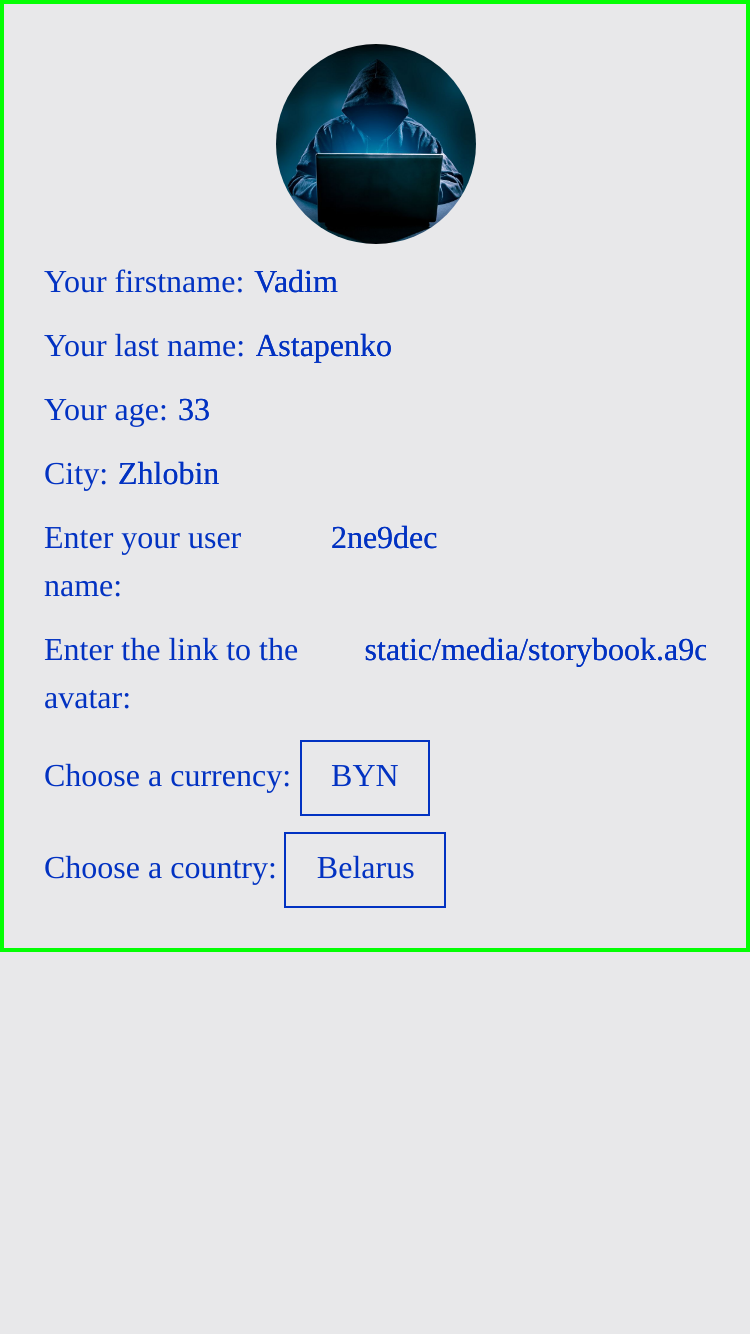 Your firstname: Vadim
Your last name: Astapenko
Your age: 33
City: Zhlobin
Enter your user name: 2ne9dec
Enter the link to the avatar: static/media/storybook.a9c
Choose a currency: BYN
Choose a country: Belarus